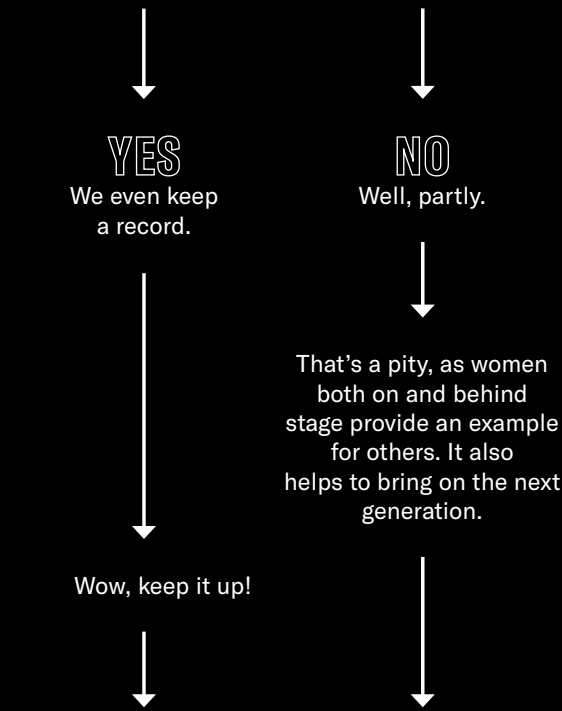 YES
We even keep
a record.
Wow, keep it up!
NO
Well, partly.
That’s a pity, as women
both on and behind
stage provide an example
for others. It also
helps to bring on the next
generation.